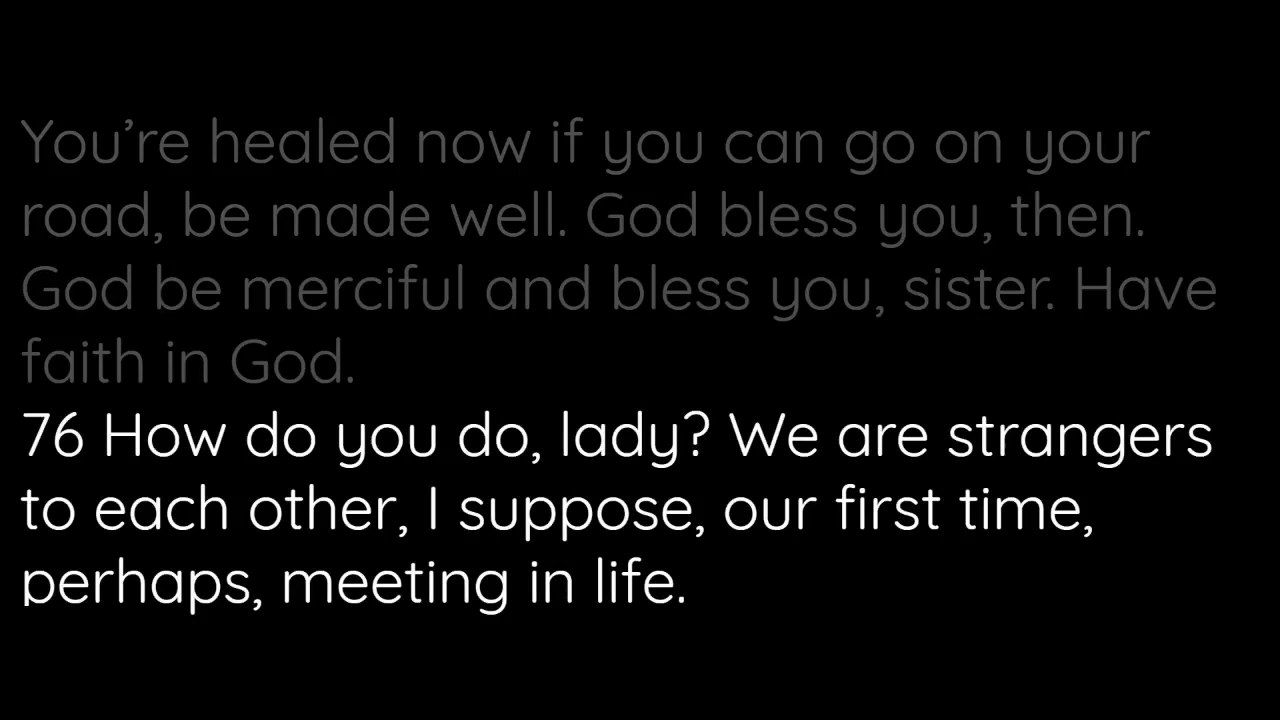 You’re healed now if you can go on your
road, be made well. God bless you, then.
God be merciful and bless you, sister. Have
faith in God.
76 How do you do, lady? We are strangers
to each other, I suppose, our first time,
perhaps, meeting in life.